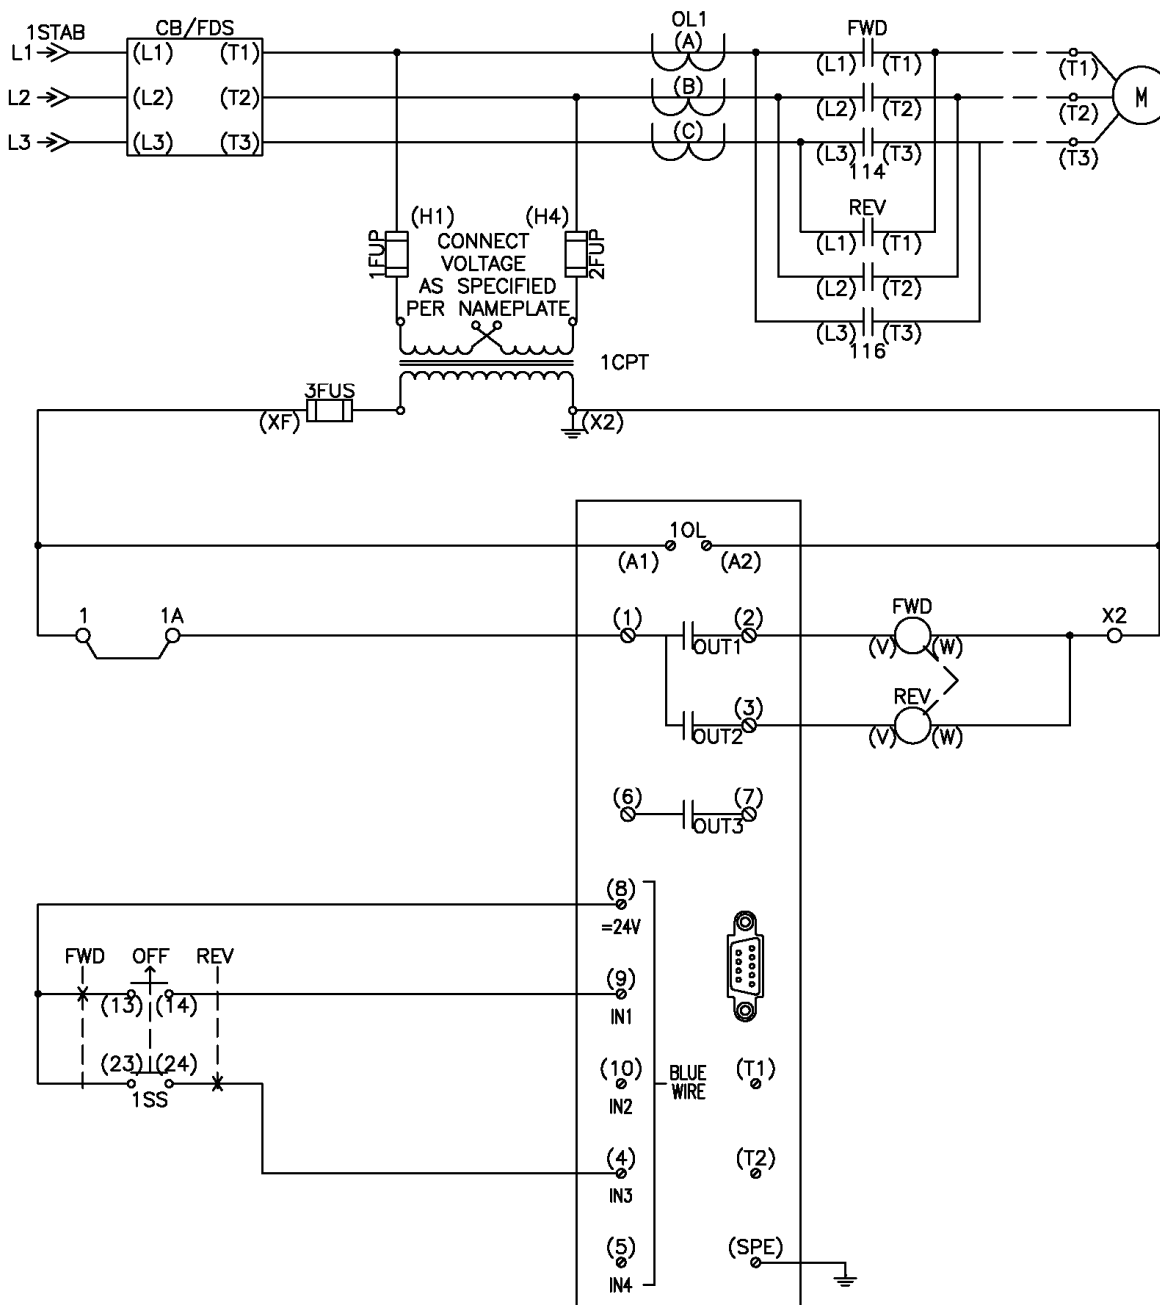 1STAB CB/FDS OL1 FWD
L1 (L1) (T1) (A) (L1) (T1) (T1)
L2 (L2) (T2) (B) (L2) (T2) (T2) M
L3 (L3) (T3) (C) (L3) (T3) (T3)
114
REV
(L1) (T1)
(L2) (T2)
(L3) (T3)
116
(H1) (H4)
1FUP 2FUP
CONNECT
VOLTAGE
AS SPECIFIED
PER NAMEPLATE
1CPT
3FUS
(XF) (X2)
1OL
(A1) (A2)
1 1A (1) (2) FWD X2
OUT1 (V) (W)
(3) REV
OUT2 (V) (W)
(6) (7)
OUT3
(8)
=24V
FWD OFF REV
(9)
(13) (14)
IN1
(23) (24) (10) BLUE (T1)
1SS IN2 WIRE
(4) (T2)
IN3
(5) (SPE)
IN4